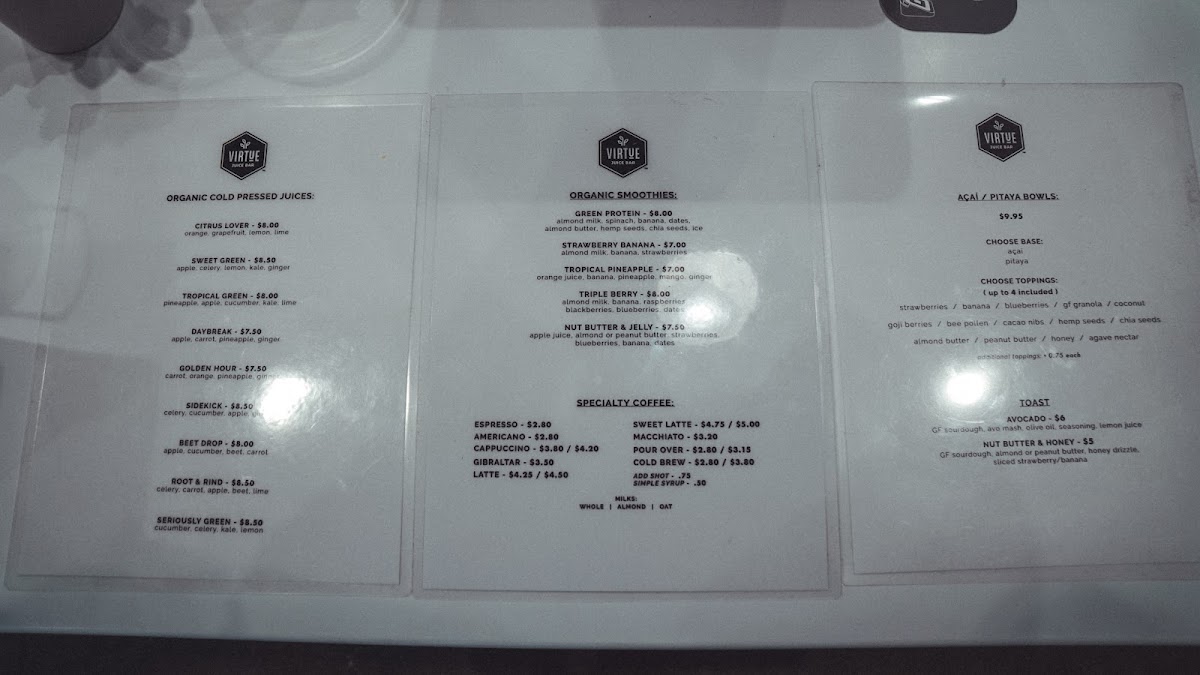 VIRTUE
JUICE BAR
ORGANIC COLD PRESSED JUICES:
CITRUS LOVER - $8.00
orange, grapefruit, lemon, lime
SWEET GREEN - $8.50
apple, celery, lemon, kale, ginger
TROPICAL GREEN - $8.00
pineapple, apple, cucumber, kale, lime
DAYBREAK - $7.50
apple, carrot, pineapple, ginger
GOLDEN HOUR - $7.50
carrot, orange, pineapple, ginger
SIDEKICK - $8.50
celery, cucumber, apple,
BEET DROP - $8.00
apple, cucumber, beet, carrot
ROOT & RIND - $8.50
celery, carrot, apple, beet, lime
SERIOUSLY GREEN - $8.50
cucumber, celery, kale, lemon
VIRTUE
JUICE BAR
ORGANIC SMOOTHIES:
GREEN PROTEIN - $8.00
almond milk, spinach, banana, dates,
almond butter, hemp seeds, chia seeds, ice
STRAWBERRY BANANA - $7.00
almond milk, banana, strawberries
TROPICAL PINEAPPLE - $7.00
orange juice, banana, pineapple, mango, ginger
TRIPLE BERRY - $8.00
almond milk, banana, raspberries
blackberries, blueberries, dates
NUT BUTTER & JELLY - $7.50
apple juice, almond or peanut butter, strawberries,
blueberries, banana, dates
SPECIALTY COFFEE:
ESPRESSO - $2.80
AMERICANO - $2.80
CAPPUCCINO - $3.80 / $4.20
GIBRALTAR - $3.50
LATTE - $4.25 / $4.50
SWEET LATTE - $4.75 / $5.00
MACCHIATO - $3.20
POUR OVER - $2.80 / $3.15
COLD BREW - $2.80 / $3.80
ADD SHOT - .75
SIMPLE SYRUP - .50
MILKS:
WHOLE | ALMOND | OAT
VIRTUE
JUICE BAR
AÇAÍ / PITAYA BOWLS:
$9.95
CHOOSE BASE:
açaí
pitaya
CHOOSE TOPPINGS:
( up to 4 included )
strawberries / banana / blueberries / gf granola / coconut
goji berries / bee pollen / cacao nibs / hemp seeds / chia seeds
almond butter / peanut butter / honey / agave nectar
additional toppings: + 0.75 each
TOAST
AVOCADO - $6
GF sourdough, avo mash, olive oil, seasoning, lemon juice
NUT BUTTER & HONEY - $5
GF sourdough, almond or peanut butter, honey drizzle,
sliced strawberry/banana